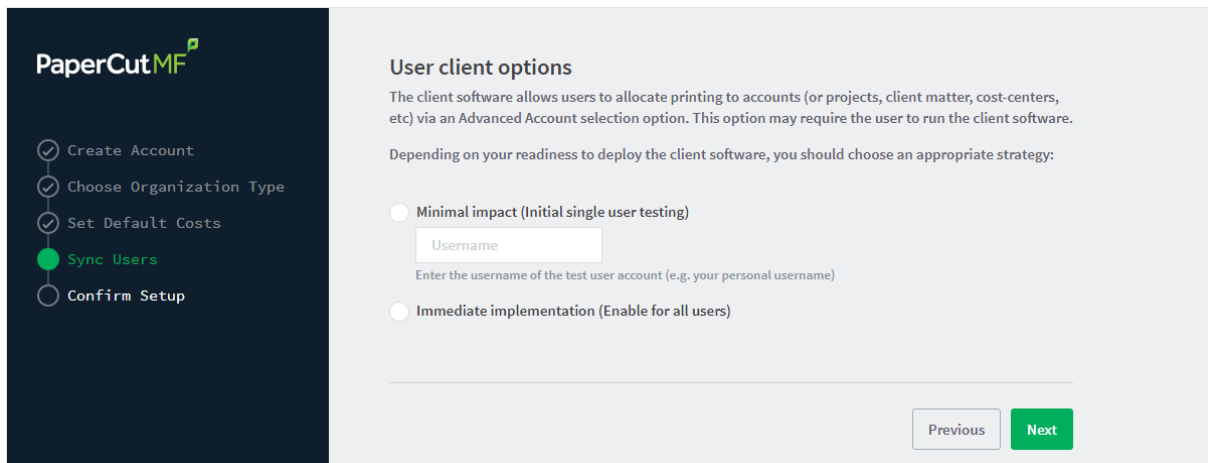 PaperCutMF
Create Account
Choose Organization Type
Set Default Costs
Sync Users
Confirm Setup
User client options
The client software allows users to allocate printing to accounts (or projects, client matter, cost-centers,
etc) via an Advanced Account selection option. This option may require the user to run the client software.
Depending on your readiness to deploy the client software, you should choose an appropriate strategy:
Minimal impact (Initial single user testing)
Username
Enter the username of the test user account (e.g. your personal username)
Immediate implementation (Enable for all users)
Previous
Next